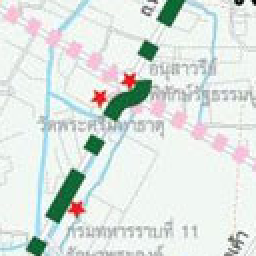 ถ.
อนุสาวรีย์
พิทักษ์รัฐธรรมนู
วัดพระศรีมหาธาตุ
กรมทหารราบที่ 11
รักษาพระองค์